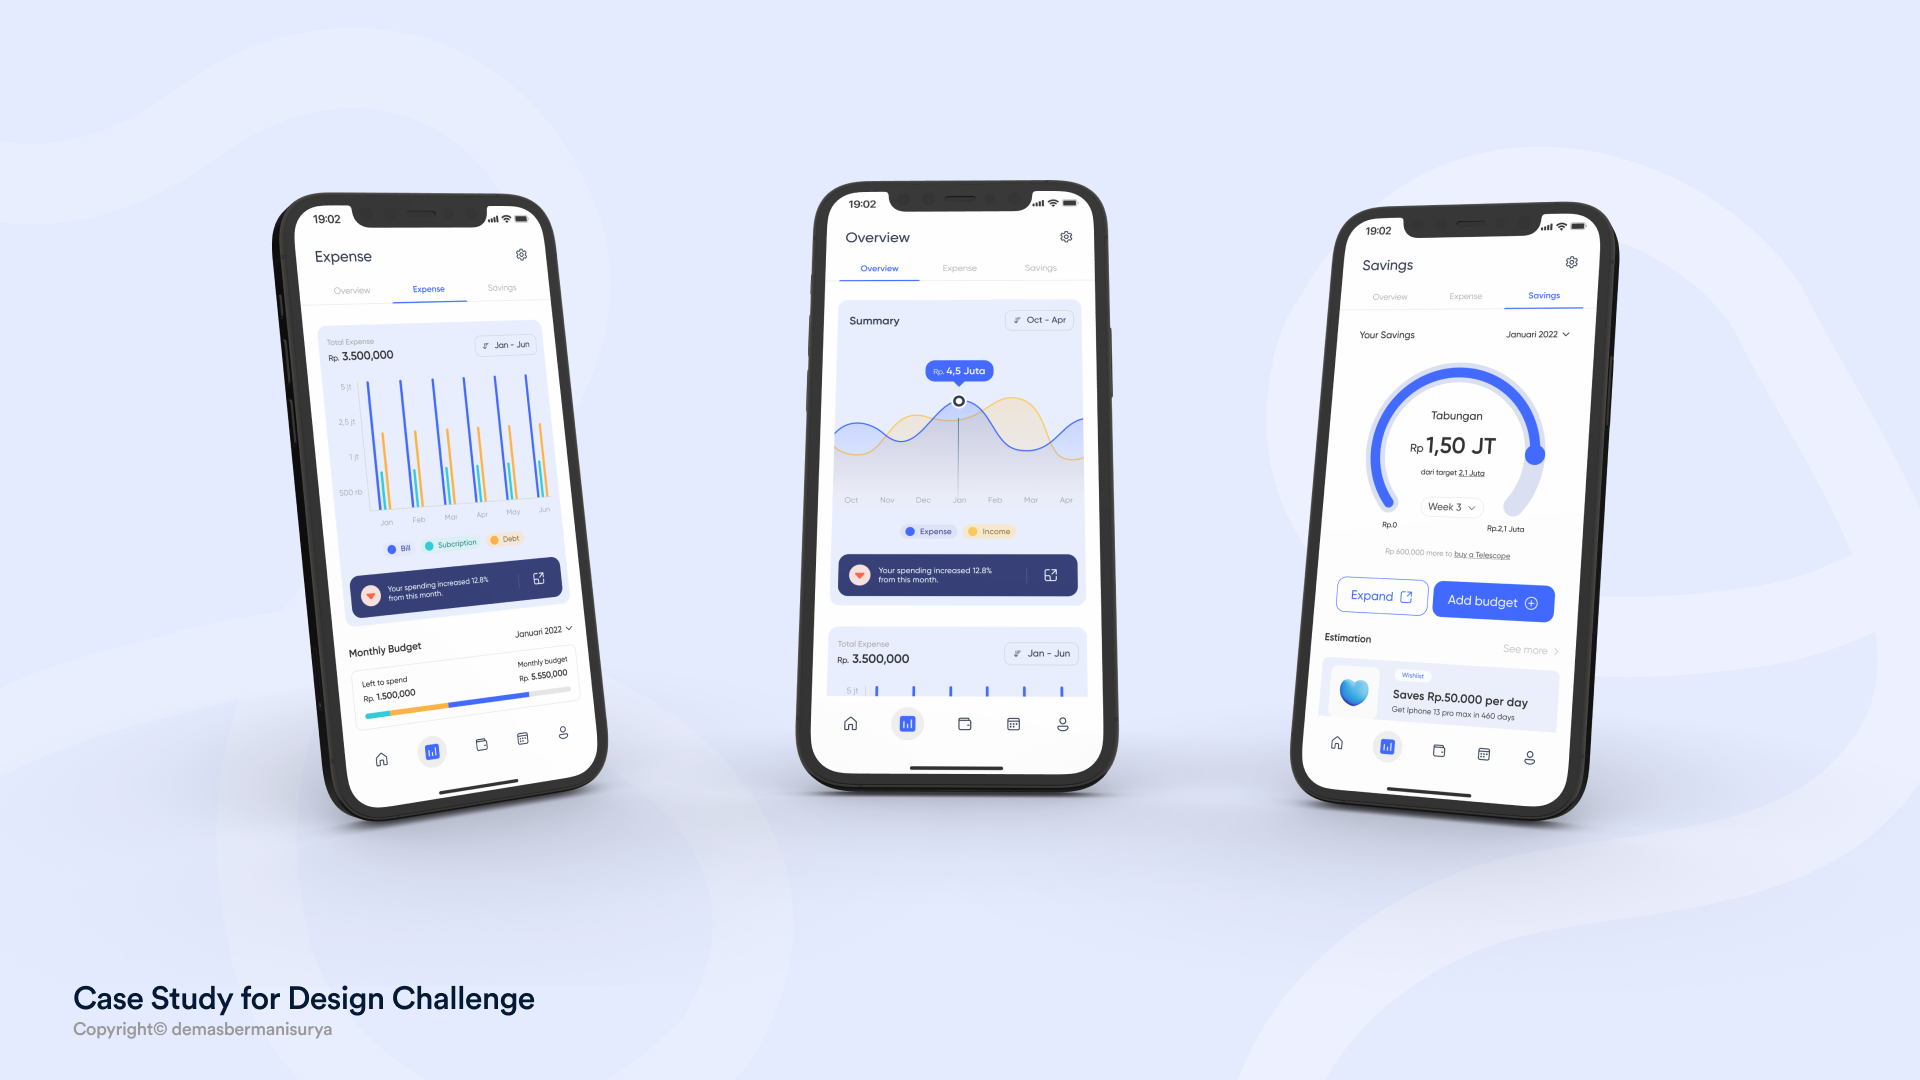 19:02
Expense
Overview Expense Savings
Total Expense
Rp. 3.500,000
Jan - Jun
5 jt
2,5 jt
1 jt
500 rb
Jan Feb Mar Apr May Jun
Bill Subcription Debt
Your spending increased 12.8%
from this month.
Monthly Budget
Januari 2022
Left to spend
Rp. 1.500,000
Monthly budget
Rp. 5.550,000
19:02
Overview
Overview Expense Savings
Summary
Oct - Apr
Rp. 4,5 Juta
Oct Nov Dec Jan Feb Mar Apr
Expense Income
Your spending increased 12.8%
from this month.
Total Expense
Rp. 3.500,000
Jan - Jun
5 jt
19:02
Savings
Overview Expense Savings
Your Savings
Januari 2022
Tabungan
Rp 1,50 JT
dari target 2,1 Juta
Week 3
Rp.0
Rp.2,1 Juta
Rp 600.000 more to buy a Telescope
Expand
Add budget
Estimation
See more
Wishlist
Saves Rp.50.000 per day
Get Iphone 13 pro max in 460 days
Case Study for Design Challenge
Copyright© demasbermanisurya